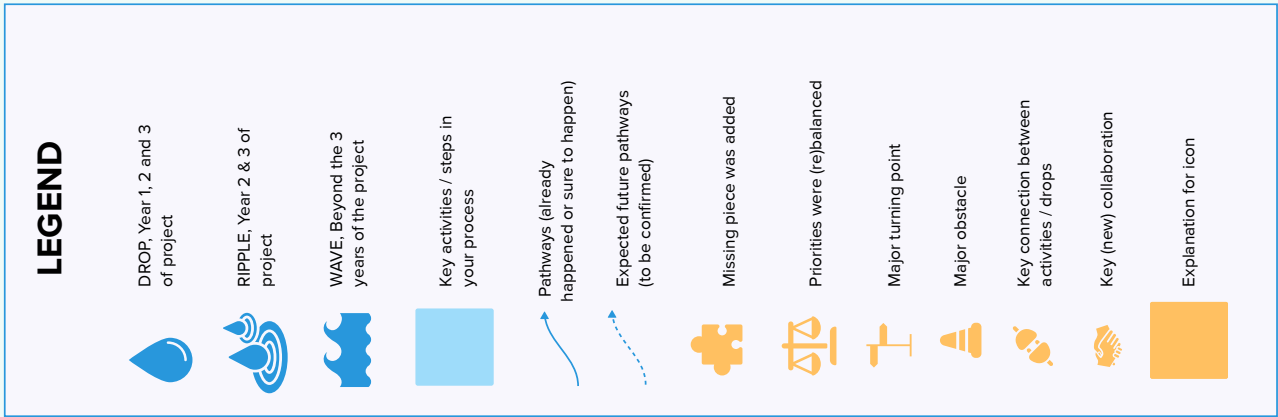 LEGEND
DROP, Year 1, 2 and 3
of project
RIPPLE, Year 2 & 3 of
project
WAVE, Beyond the 3
years of the project
Key activities / steps in
your process
Pathways (already
happened or sure to happen)
Expected future pathways
(to be confirmed)
Missing piece was added
Priorities were (re)balanced
Major turning point
Major obstacle
Key connection between
activities / drops
Key (new) collaboration
Explanation for icon